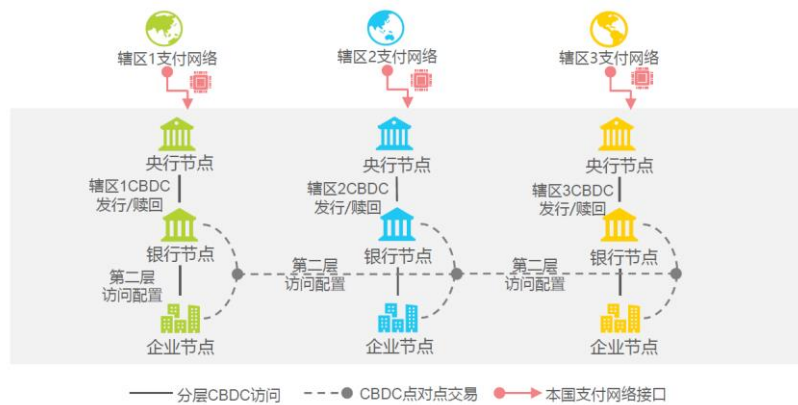 辖区1支付网络
辖区2支付网络
辖区3支付网络
央行节点
央行节点
央行节点
辖区1CBDC
发行/赎回
辖区2CBDC
发行/赎回
辖区3CBDC
发行/赎回
银行节点
银行节点
银行节点
第二层
访问配置
第二层
访问配置
第二层
访问配置
企业节点
企业节点
企业节点
分层CBDC访问
CBDC点对点交易
本国支付网络接口